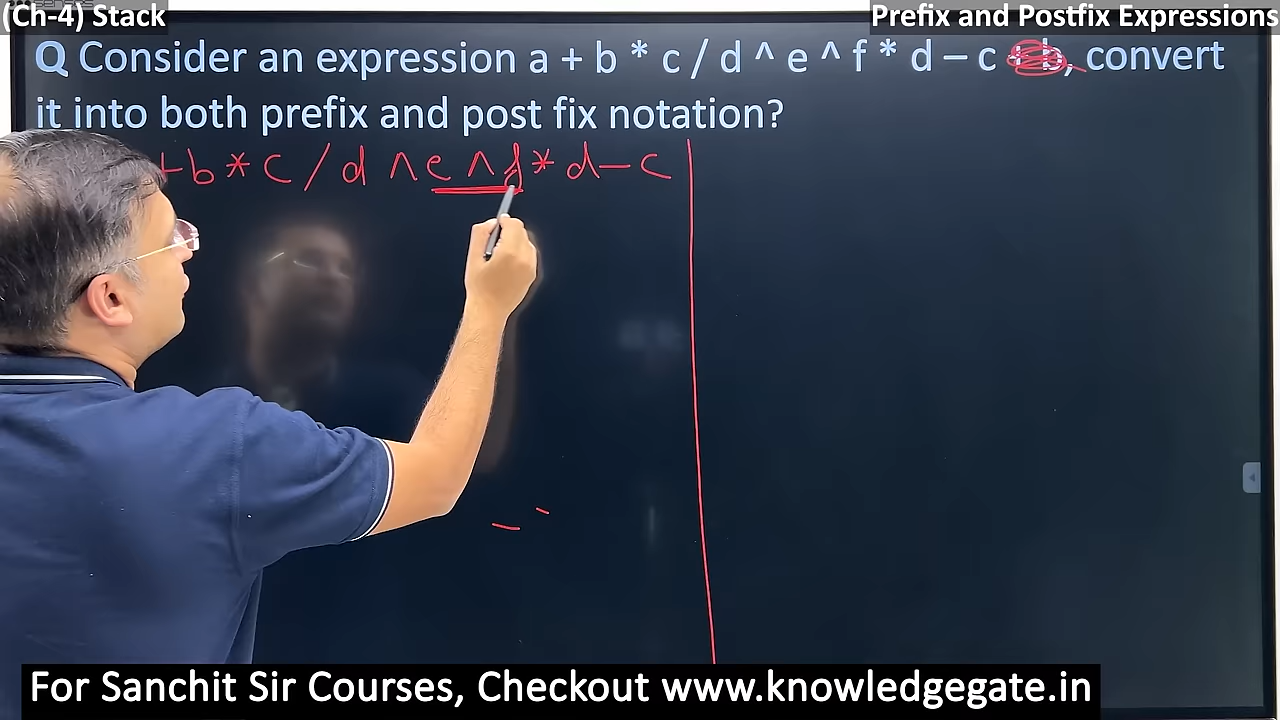 (Ch-4) Stack
Prefix and Postfix Expressions
Q Consider an expression a + b * c / d ^ e ^ f * d – c , convert
it into both prefix and post fix notation?
+b * c / d ^ e ^ f * d - c
For Sanchit Sir Courses, Checkout www.knowledgegate.in